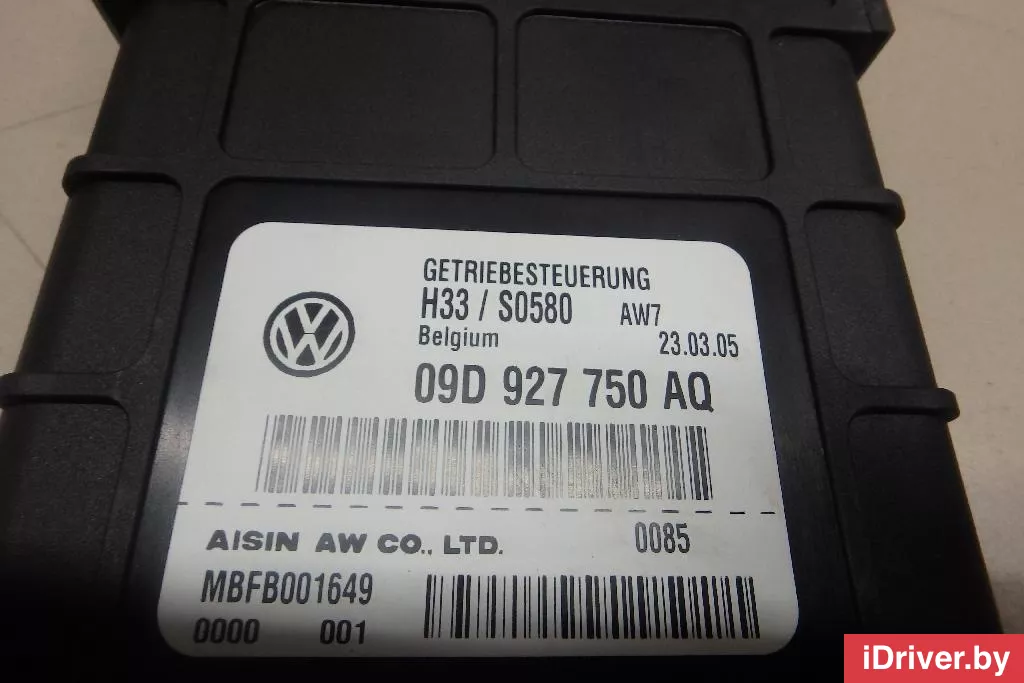 GETRIEBESTEUERUNG
H33 / S0580 AW7
Belgium 23.03.05
09D 927 750 AQ
AISIN AW CO., LTD. 0085
MBFB001649
0000 001
iDriver.by